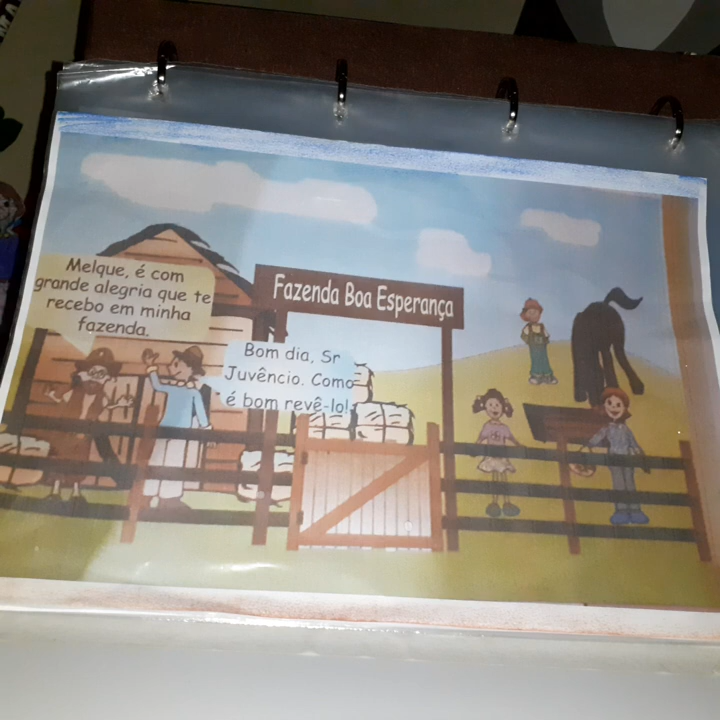 Melque, é com
grande alegria que te
recebo em minha
fazenda.
Fazenda Boa Esperança
Bom dia, Sr
Juvêncio. Como
é bom revê-lo!